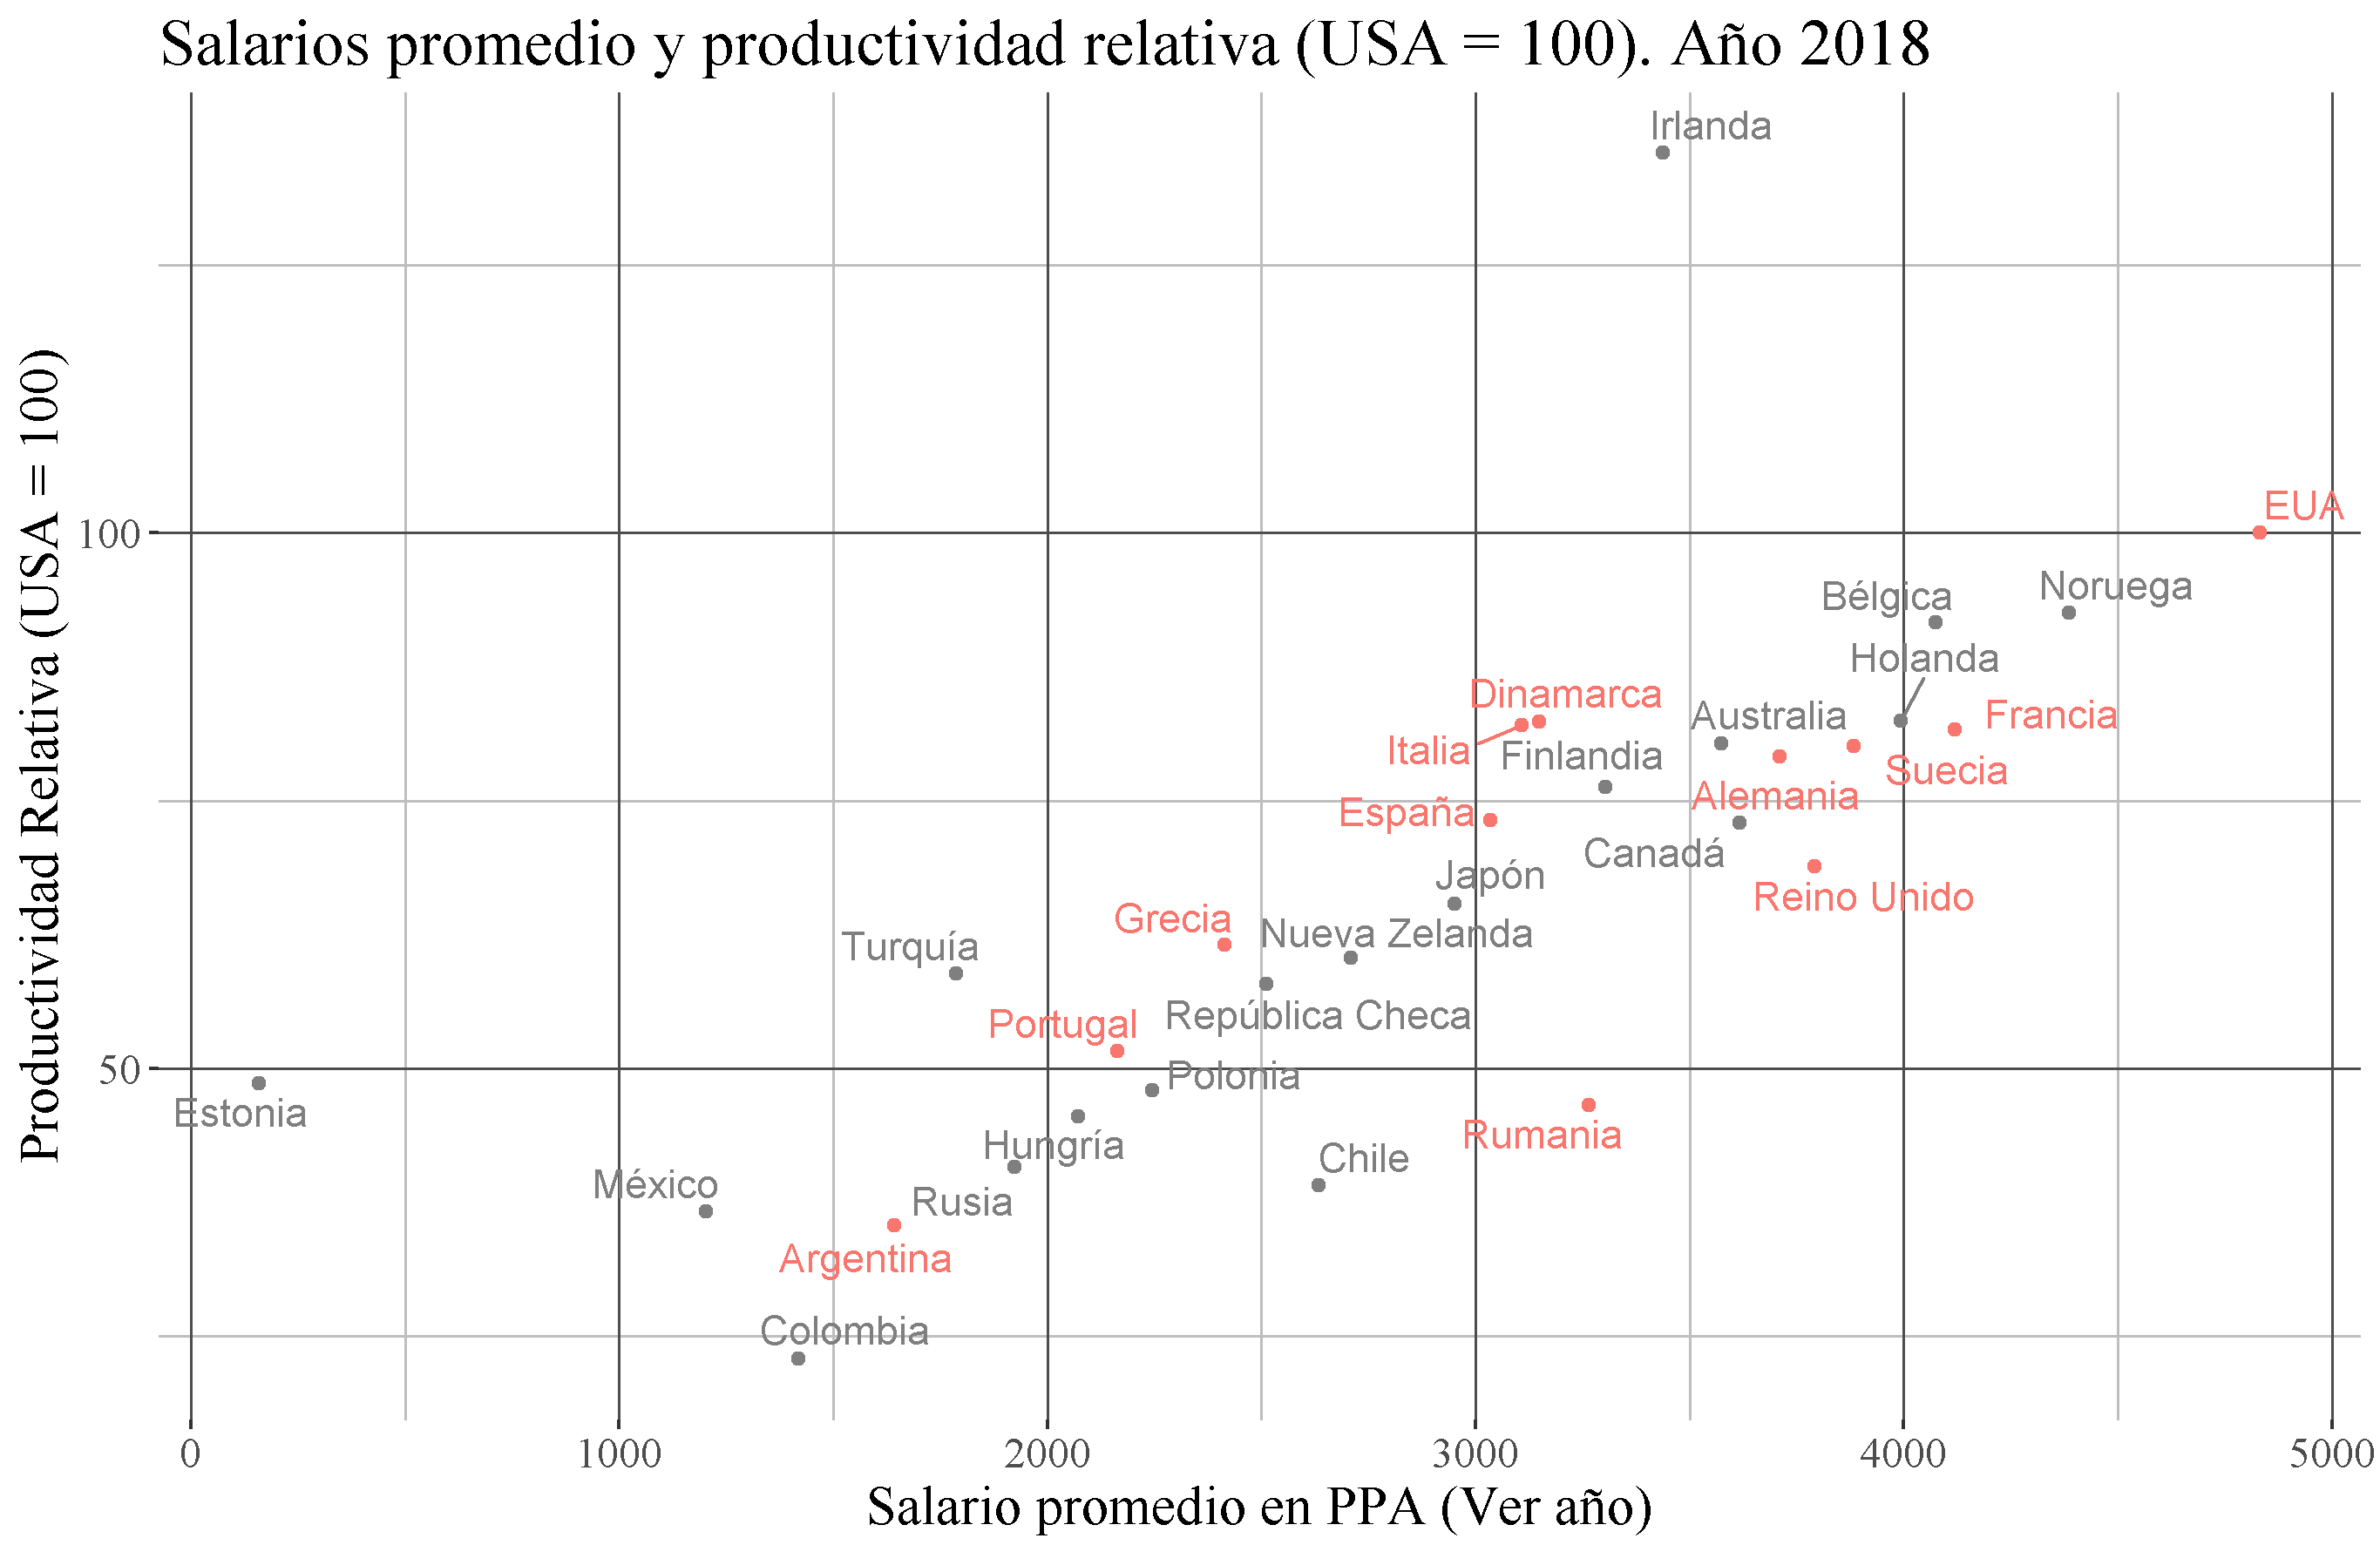 Salarios promedio y productividad relativa (USA = 100). Año 2018
Productividad Relativa (USA = 100)
100
50
Irlanda
EUA
Noruega
Bélgica
Holanda
Dinamarca
Australia
Francia
Italia
Finlandia
Suecia
Alemania
España
Canadá
Japón
Reino Unido
Grecia
Nueva Zelanda
Turquía
República Checa
Portugal
Polonia
Estonia
Rumania
Hungría
Chile
México
Rusia
Argentina
Colombia
0 1000 2000 3000 4000 5000
Salario promedio en PPA (Ver año)